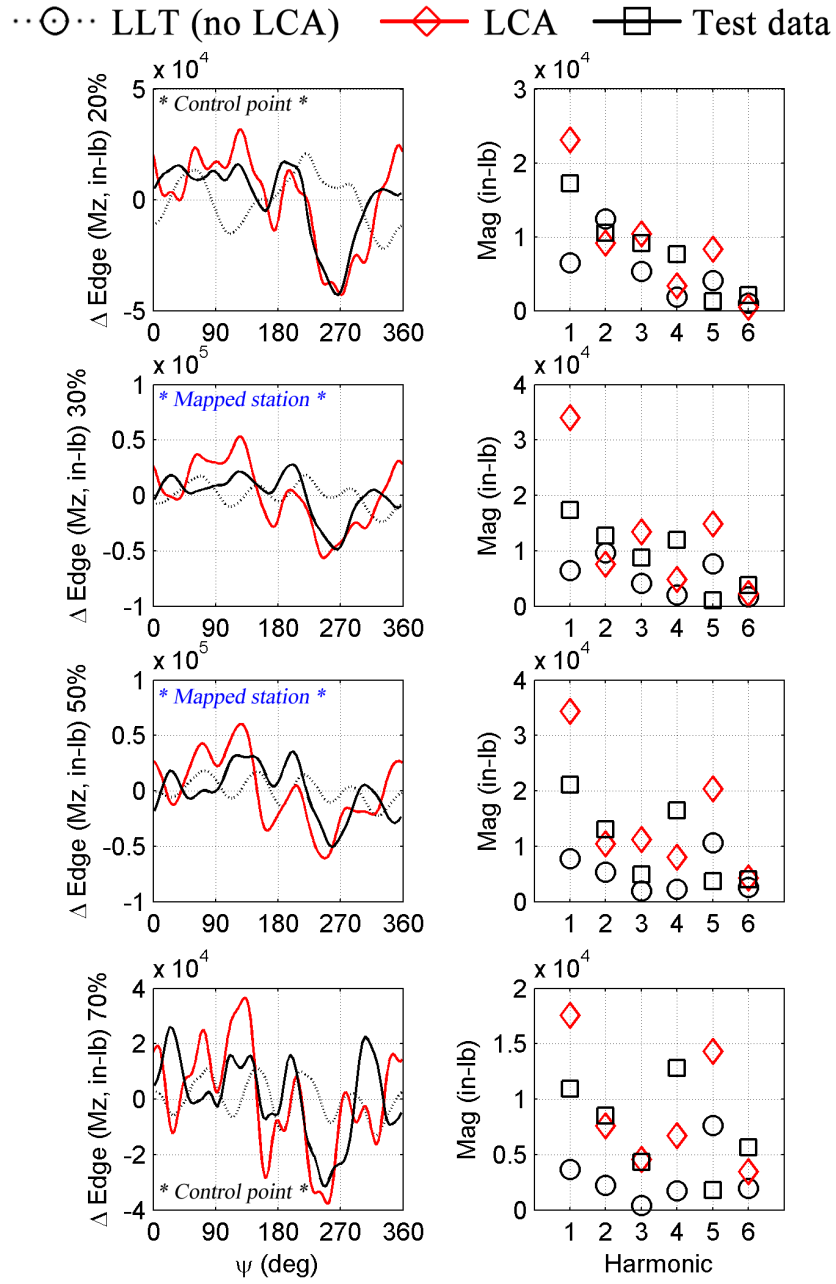 LLT (no LCA) LCA Test data
x 10^4
Δ Edge (Mz, in-lb) 20%
* Control point *
5
0
-5
0 90 180 270 360
x 10^4
Mag (in-lb)
3
2
1
0
1 2 3 4 5 6
x 10^5
Δ Edge (Mz, in-lb) 30%
* Mapped station *
1
0.5
0
-0.5
-1
0 90 180 270 360
x 10^4
Mag (in-lb)
4
3
2
1
0
1 2 3 4 5 6
x 10^5
Δ Edge (Mz, in-lb) 50%
* Mapped station *
1
0.5
0
-0.5
-1
0 90 180 270 360
x 10^4
Mag (in-lb)
4
3
2
1
0
1 2 3 4 5 6
x 10^4
Δ Edge (Mz, in-lb) 70%
4
2
0
-2
-4
* Control point *
0 90 180 270 360
ψ (deg)
x 10^4
Mag (in-lb)
2
1.5
1
0.5
0
1 2 3 4 5 6
Harmonic